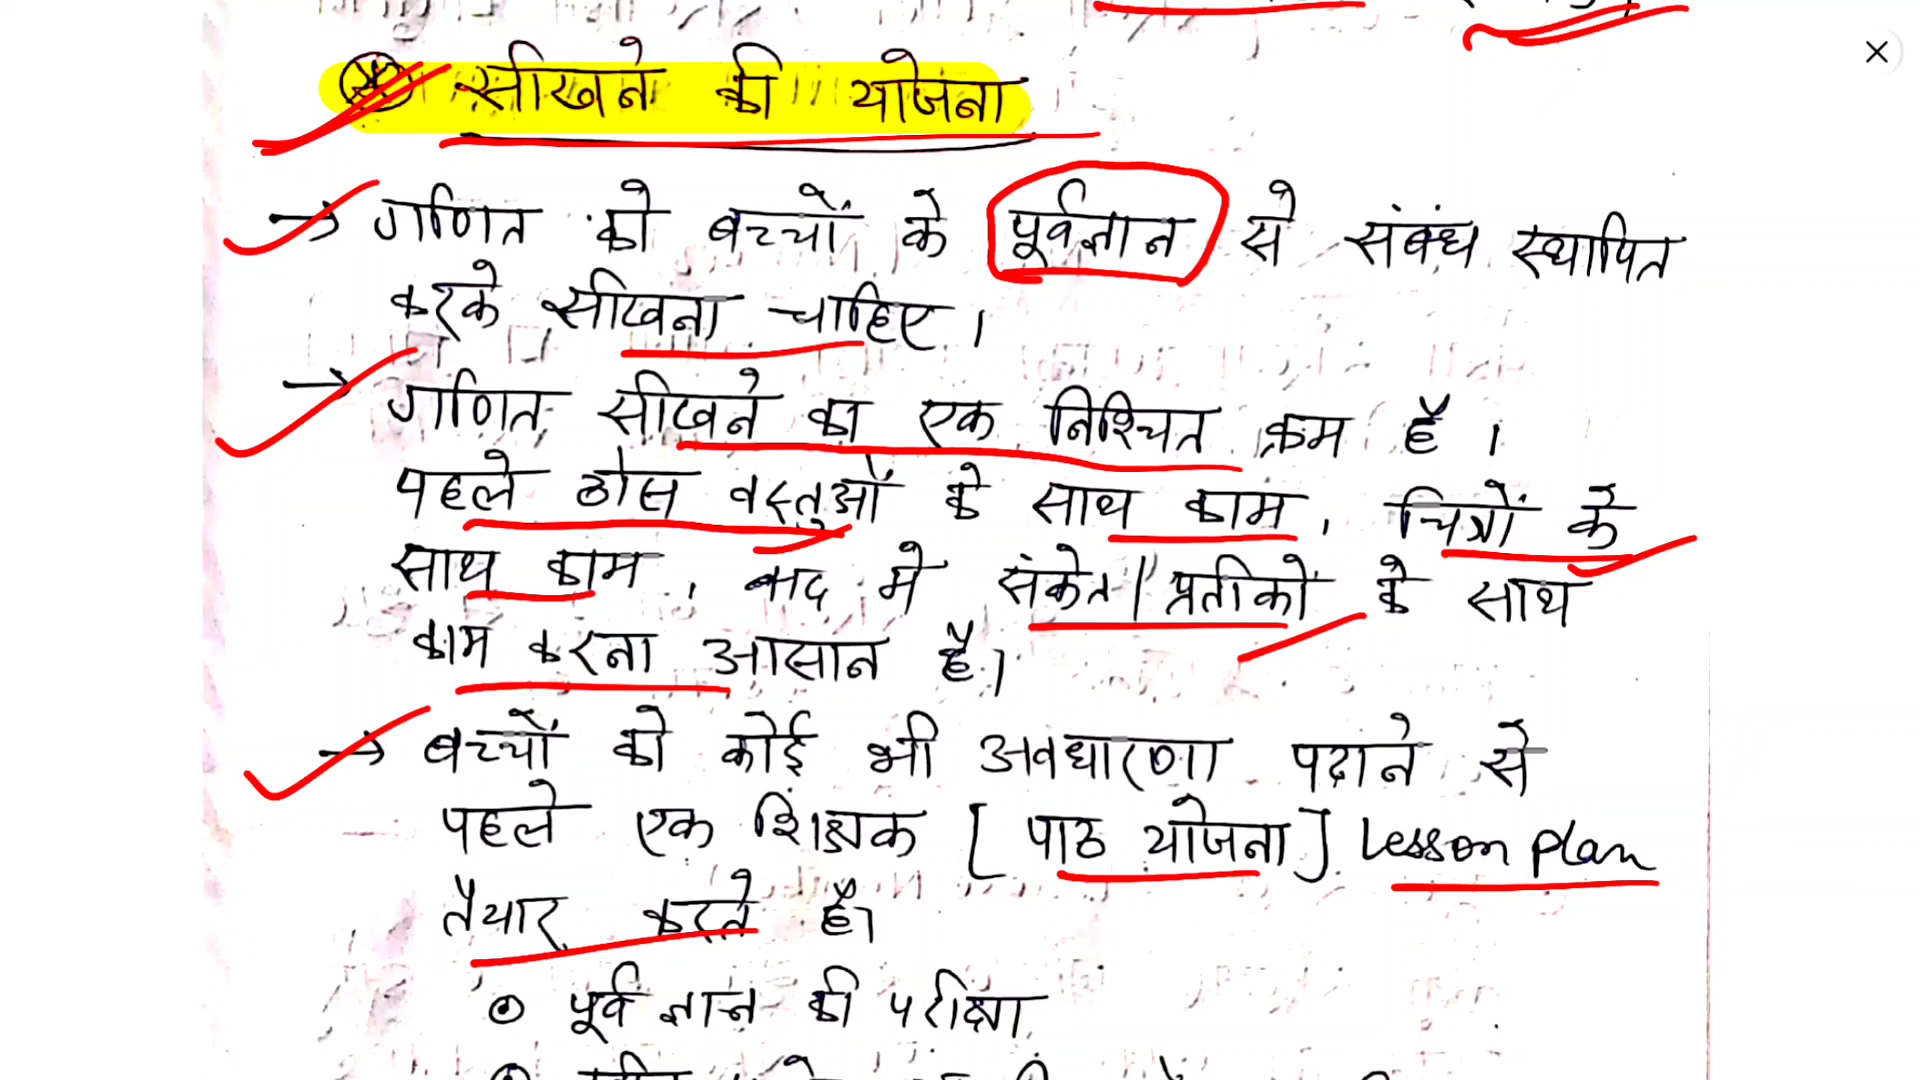 सीखने की योजना
→ गणित को बच्चों के पूर्वज्ञान से संबंध स्थापित
करके सीखना चाहिए।
→ गणित सीखने का एक निश्चित क्रम है।
पहले ठोस वस्तुओं के साथ काम, चित्रों के
साथ काम, बाद मे संकेत/प्रतीको के साथ
काम करना आसान है।
→ बच्चों को कोई भी अवधारणा पढ़ाने से
पहले एक शिक्षक [पाठ योजना] Lesson plan
तैयार करते है।
पूर्व ज्ञान की परीक्षा